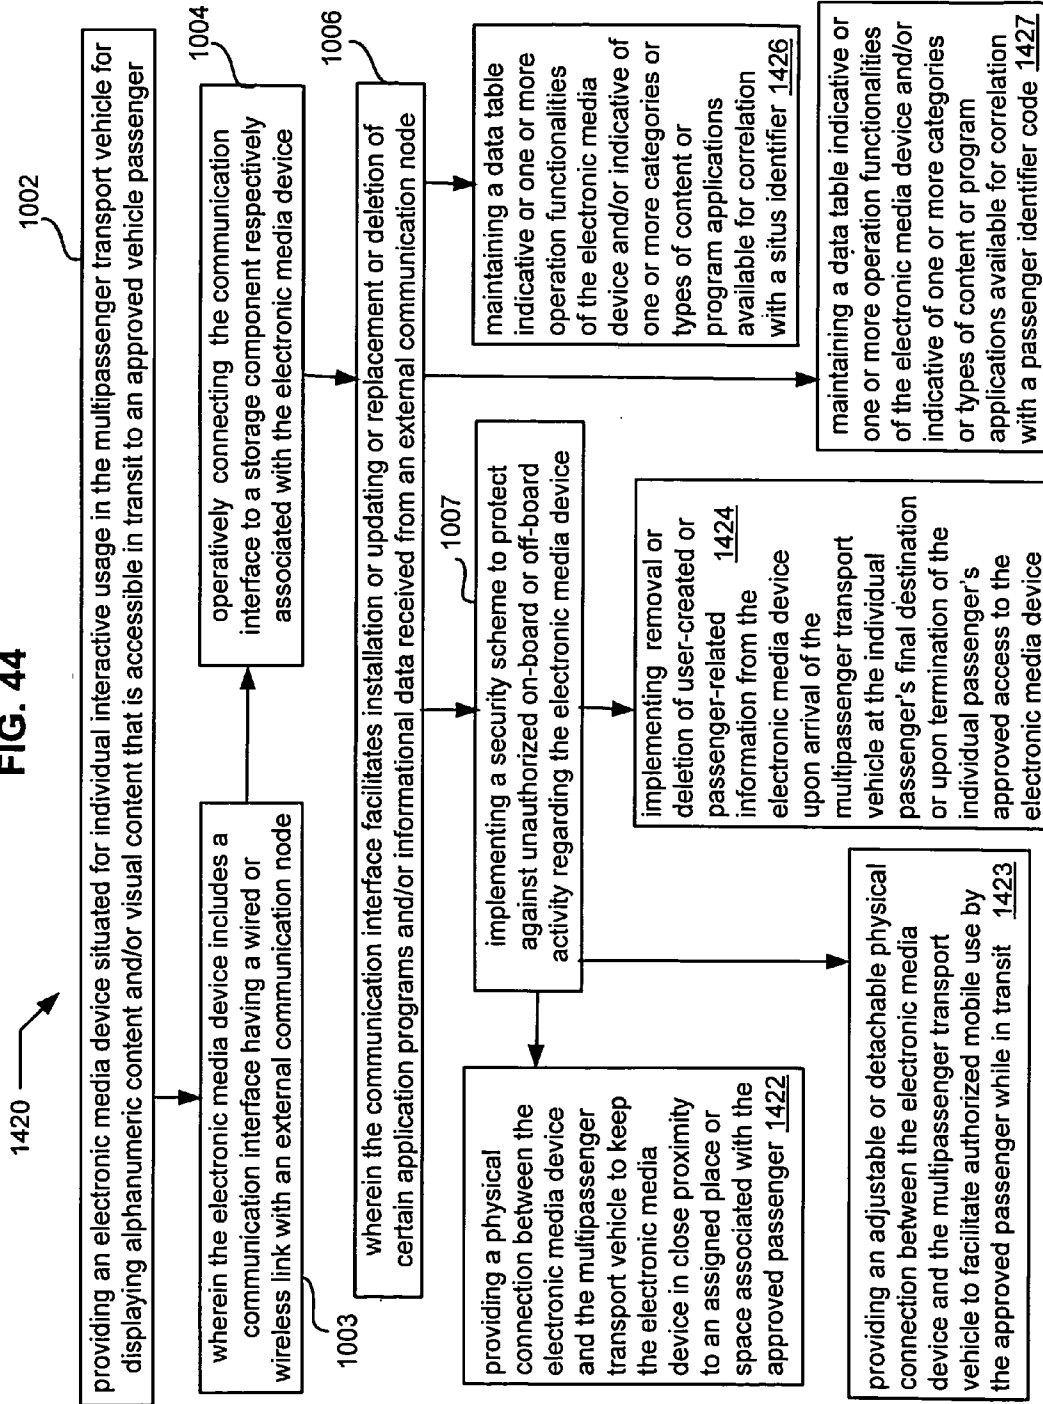 FIG. 44
1420
1002
providing an electronic media device situated for individual interactive usage in the multipassenger transport vehicle for
displaying alphanumeric content and/or visual content that is accessible in transit to an approved vehicle passenger
wherein the electronic media device includes a
communication interface having a wired or
wireless link with an external communication node
1003
operatively connecting the communication
interface to a storage component respectively
associated with the electronic media device
1004
wherein the communication interface facilitates installation or updating or replacement or deletion of
certain application programs and/or informational data received from an external communication node
1006
implementing a security scheme to protect
against unauthorized on-board or off-board
activity regarding the electronic media device
1007
providing a physical
connection between the
electronic media device
and the multipassenger
transport vehicle to keep
the electronic media
device in close proximity
to an assigned place or
space associated with the
approved passenger 1422
providing an adjustable or detachable physical
connection between the electronic media
device and the multipassenger transport
vehicle to facilitate authorized mobile use by
the approved passenger while in transit 1423
implementing removal or
deletion of user-created or
passenger-related 1424
information from the
electronic media device
upon arrival of the
multipassenger transport
vehicle at the individual
passenger's final destination
or upon termination of the
individual passenger's
approved access to the
electronic media device
maintaining a data table
indicative or one or more
operation functionalities
of the electronic media
device and/or indicative of
one or more categories or
types of content or
program applications
available for correlation
with a situs identifier 1426
maintaining a data table indicative or
one or more operation functionalities
of the electronic media device and/or
indicative of one or more categories
or types of content or program
applications available for correlation
with a passenger identifier code 1427